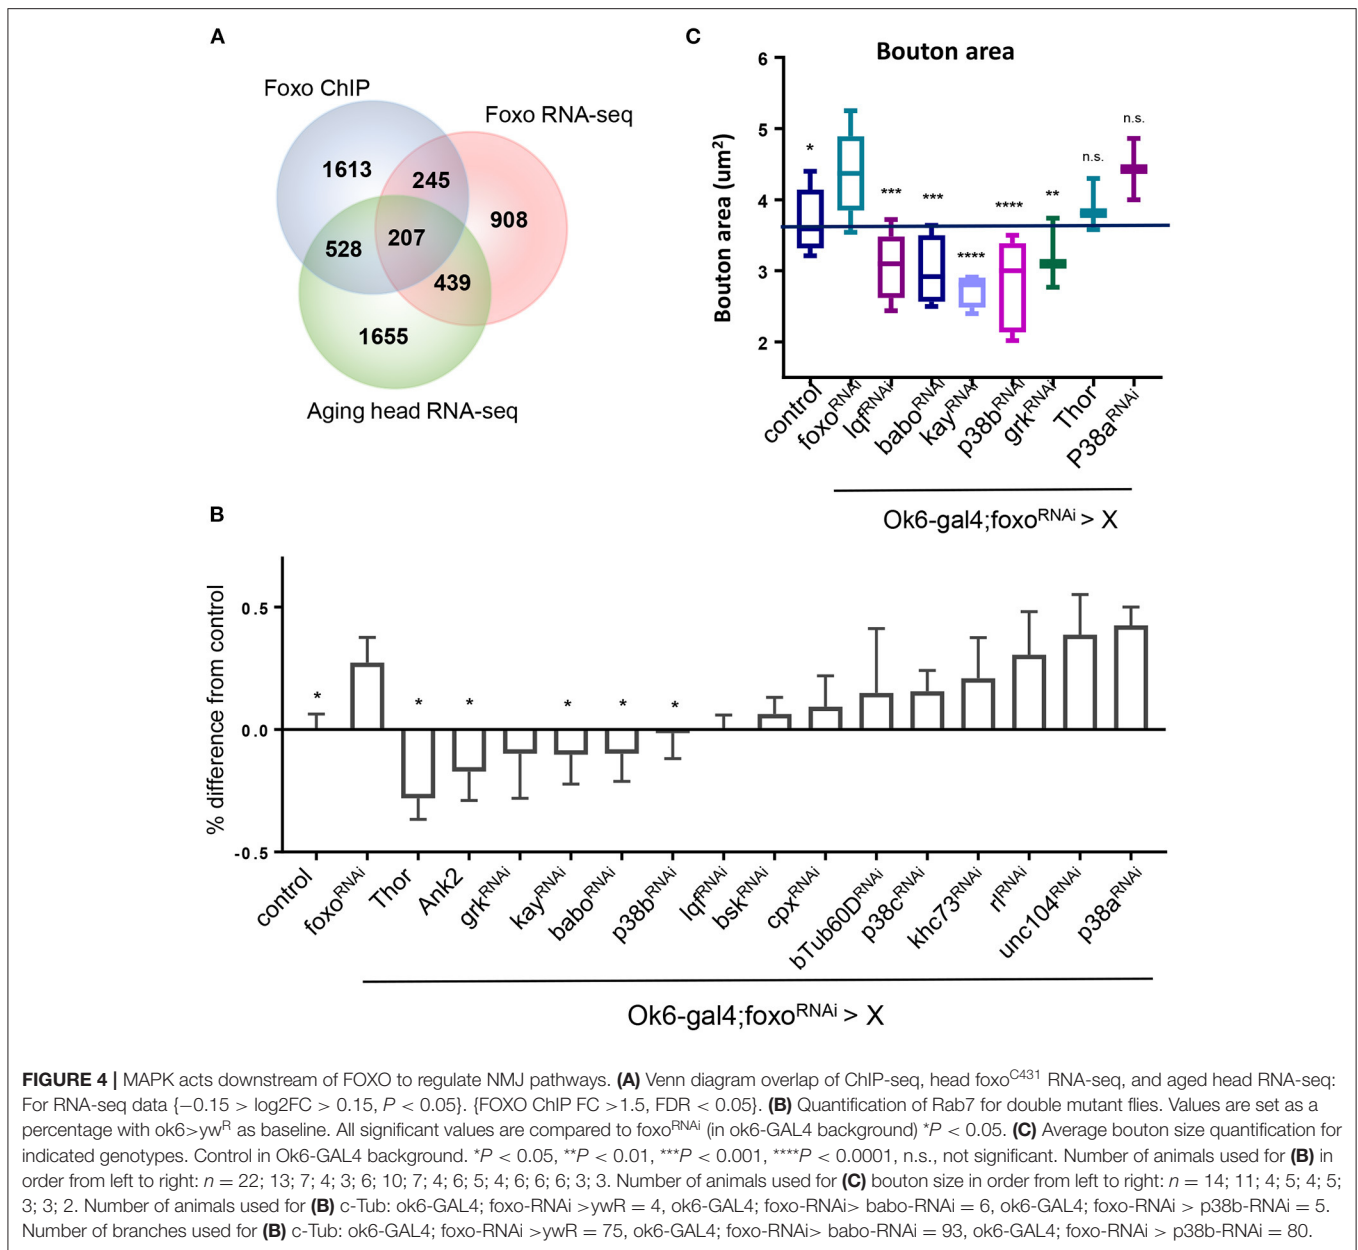 A
Foxo ChIP
Foxo RNA-seq
1613
245
908
528
207
439
1655
Aging head RNA-seq
C
Bouton area
Bouton area (um²)
6
5
4
3
2
*
***
***
****
****
**
n.s.
n.s.
control
foxoRNAi
lqfRNAi
baboRNAi
kayRNAi
p38bRNAi
grkRNAi
Thor
P38aRNAi
Ok6-gal4;foxoRNAi > X
B
% difference from control
0.5
0.0
-0.5
*
*
*
*
*
*
control
foxoRNAi
Thor
Ank2
grkRNAi
kayRNAi
baboRNAi
p38bRNAi
lqfRNAi
bskRNAi
cpxRNAi
bTub60DRNAi
p38cRNAi
khc73RNAi
rlRNAi
unc104RNAi
p38aRNAi
Ok6-gal4;foxoRNAi > X
FIGURE 4 | MAPK acts downstream of FOXO to regulate NMJ pathways. (A) Venn diagram overlap of ChIP-seq, head foxoC431 RNA-seq, and aged head RNA-seq:
For RNA-seq data {−0.15 > log2FC > 0.15, P < 0.05}. {FOXO ChIP FC >1.5, FDR < 0.05}. (B) Quantification of Rab7 for double mutant flies. Values are set as a
percentage with ok6>ywR as baseline. All significant values are compared to foxoRNAi (in ok6-GAL4 background) *P < 0.05. (C) Average bouton size quantification for
indicated genotypes. Control in Ok6-GAL4 background. *P < 0.05, **P < 0.01, ***P < 0.001, ****P < 0.0001, n.s., not significant. Number of animals used for (B) in
order from left to right: n = 22; 13; 7; 4; 3; 6; 10; 7; 4; 6; 5; 4; 6; 6; 6; 3; 3. Number of animals used for (C) bouton size in order from left to right: n = 14; 11; 4; 5; 4; 5;
3; 3; 2. Number of animals used for (B) c-Tub: ok6-GAL4; foxo-RNAi >ywR = 4, ok6-GAL4; foxo-RNAi> babo-RNAi = 6, ok6-GAL4; foxo-RNAi > p38b-RNAi = 5.
Number of branches used for (B) c-Tub: ok6-GAL4; foxo-RNAi >ywR = 75, ok6-GAL4; foxo-RNAi> babo-RNAi = 93, ok6-GAL4; foxo-RNAi > p38b-RNAi = 80.